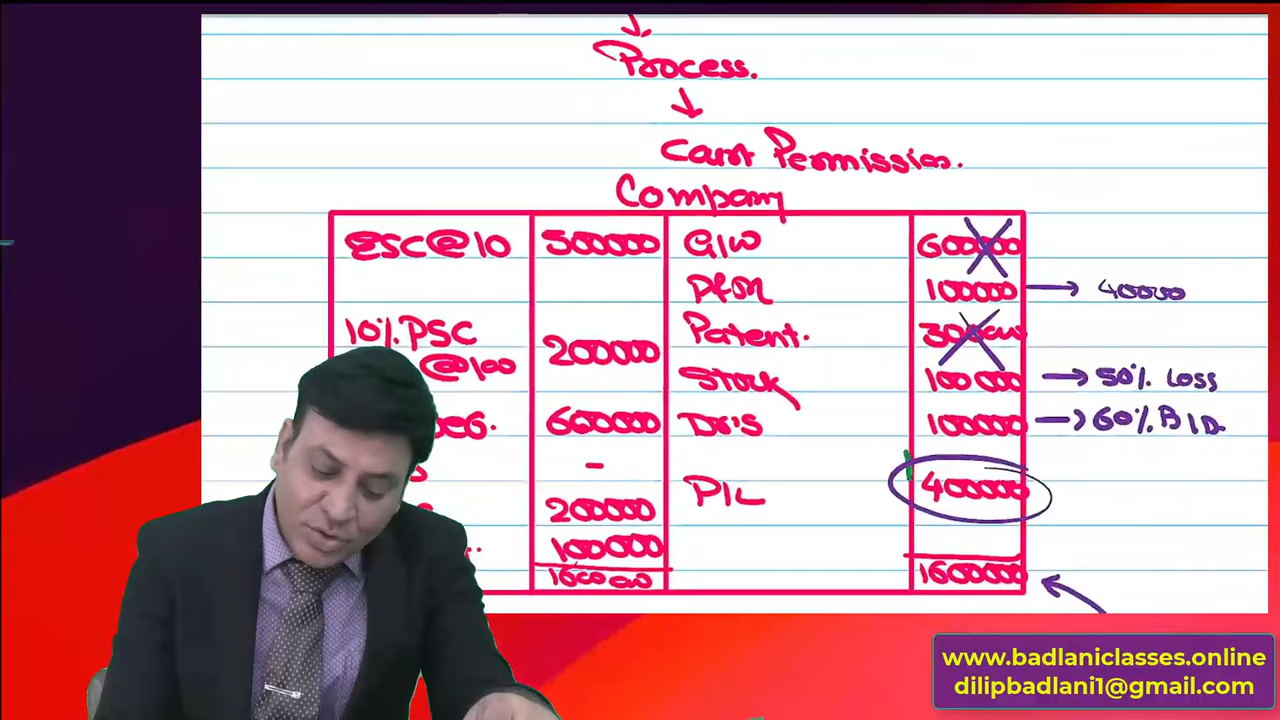 Process.
Court Permission.
Company
ESC@10 500000 G/W 600000
P&M 100000 → 40000
10% PSC Patent. 300000
@100 200000
Stock 100000 → 50% Loss
600000 Dr's 100000 → 60% B/D.
-
P/L 400000
200000
100000
1600000 1600000
www.badlaniclasses.online
dilipbadlani1@gmail.com